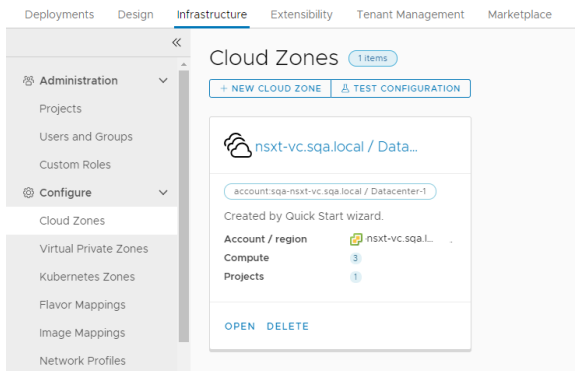 Deployments Design Infrastructure Extensibility Tenant Management Marketplace
Administration
Projects
Users and Groups
Custom Roles
Configure
Cloud Zones
Virtual Private Zones
Kubernetes Zones
Flavor Mappings
Image Mappings
Network Profiles
Cloud Zones 1 items
+ NEW CLOUD ZONE TEST CONFIGURATION
nsxt-vc.sqa.local / Data...
account:sqa-nsxt-vc.sqa.local / Datacenter-1
Created by Quick Start wizard.
Account / region nsxt-vc.sqa.l...
Compute 3
Projects 1
OPEN DELETE